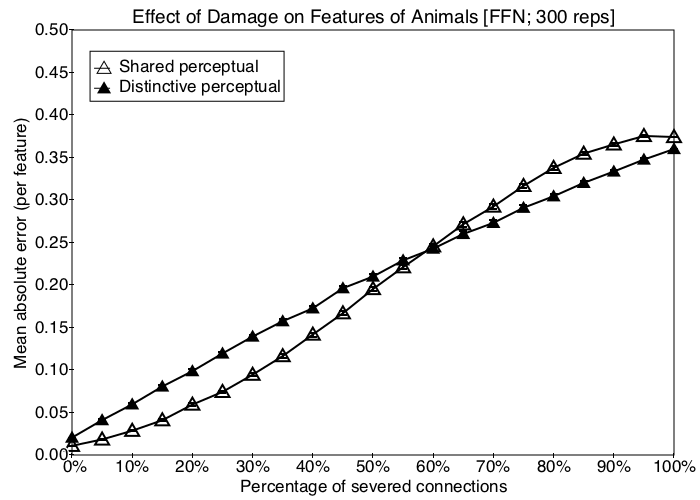 Effect of Damage on Features of Animals [FFN; 300 reps]
0.50
0.45
0.40
0.35
0.30
0.25
0.20
0.15
0.10
0.05
0.00
Mean absolute error (per feature)
Shared perceptual
Distinctive perceptual
0% 10% 20% 30% 40% 50% 60% 70% 80% 90% 100%
Percentage of severed connections